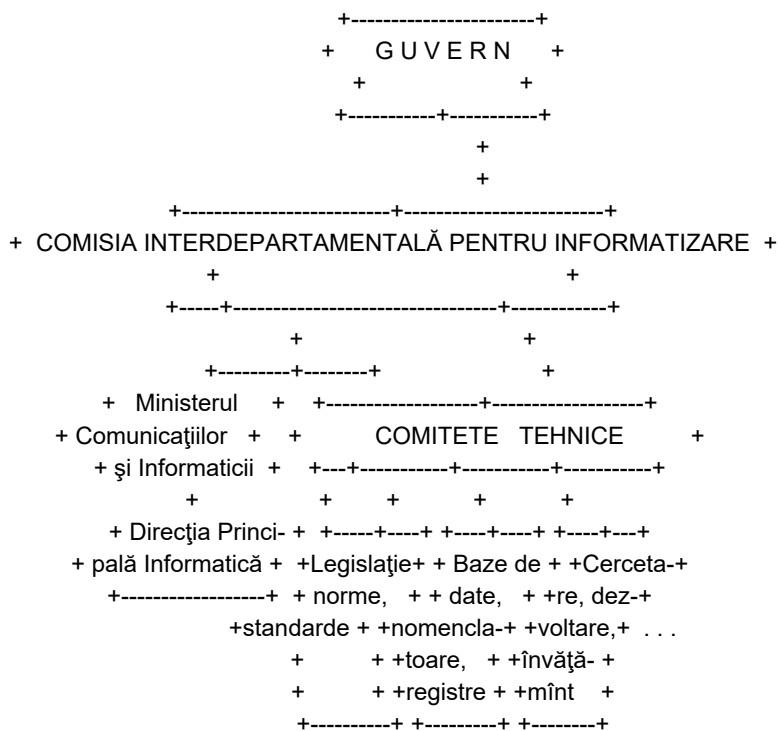 +-----------------------+
+ G U V E R N +
+ +
+-----------+-----------+
+
+
+-------------------------+------------------------+
+ COMISIA INTERDEPARTAMENTALĂ PENTRU INFORMATIZARE +
+ +
+-----+-------------------------------+------------+
+ +
+---------+--------+ +
+ Ministerul + +------------------+-------------------+
+ Comunicaţiilor + + COMITETE TEHNICE +
+ şi Informaticii + +---+-----------+-----------+-----------+
+ + + + +
+ Direcţia Princi- + +-----+----+ +----+----+ +----+---+
+ pală Informatică + +Legislaţie+ + Baze de + +Cerceta-+
+------------------+ + norme, + + date, + +re, dez-+
+standarde + +nomencla-+ +voltare,+ . . .
+ + +toare, + +învăţă- +
+ + +registre + +mînt +
+----------+ +---------+ +--------+